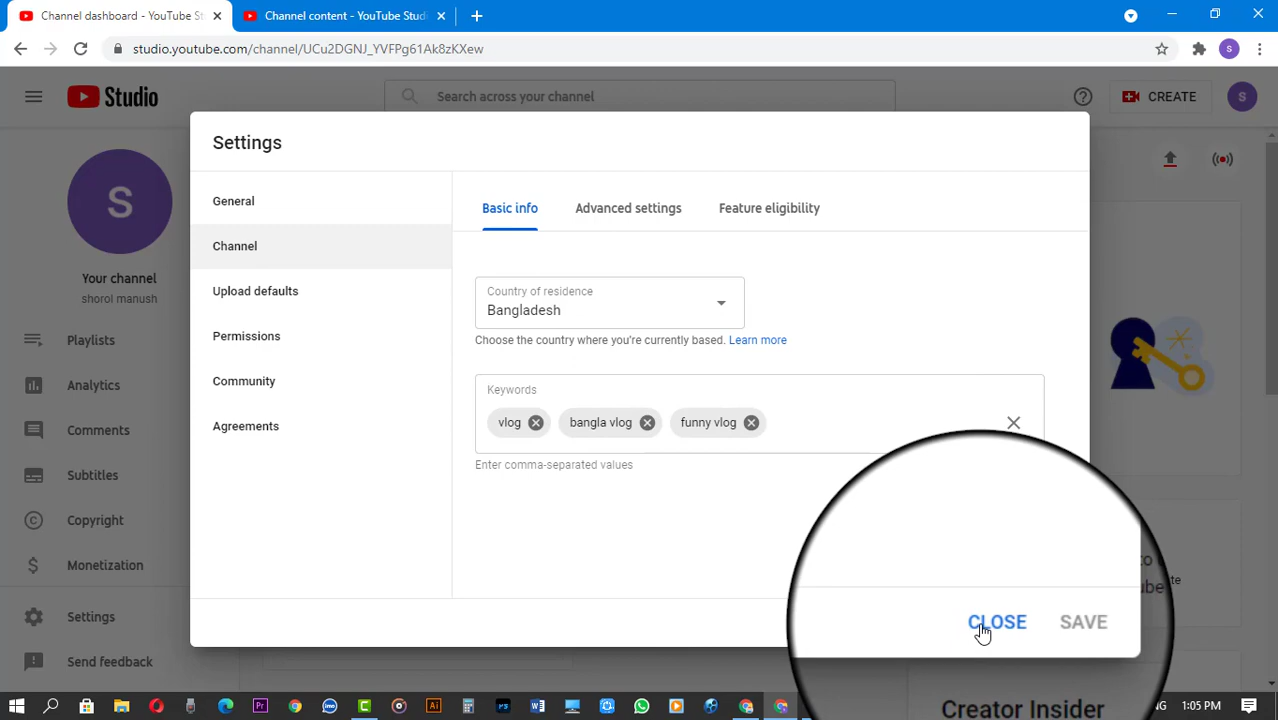 Channel dashboard - YouTube St
Channel content - YouTube Studi
studio.youtube.com/channel/UCu2DGNJ_YVFPg61Ak8zKXew
S
Studio
Search across your channel
CREATE
S
S
Your channel
shorol manush
Playlists
Analytics
Comments
Subtitles
Copyright
Monetization
Settings
Send feedback
Settings
General
Channel
Upload defaults
Permissions
Community
Agreements
Basic info
Advanced settings
Feature eligibility
Country of residence
Bangladesh
Choose the country where you're currently based. Learn more
Keywords
vlog
bangla vlog
funny vlog
Enter comma-separated values
CLOSE
SAVE
Creator Insider
1:05 PM